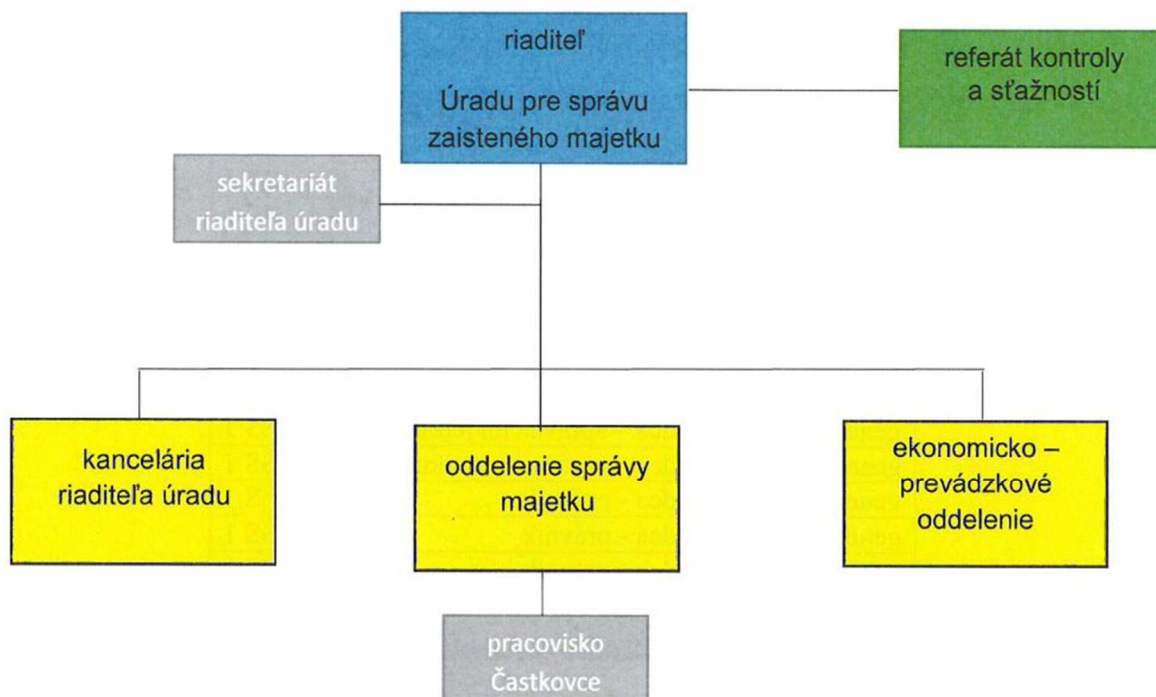 riaditeľ
Úradu pre správu
zaisteného majetku
referát kontroly
a sťažností
sekretariát
riaditeľa úradu
kancelária
riaditeľa úradu
oddelenie správy
majetku
ekonomicko –
prevádzkové
oddelenie
pracovisko
Častkovce